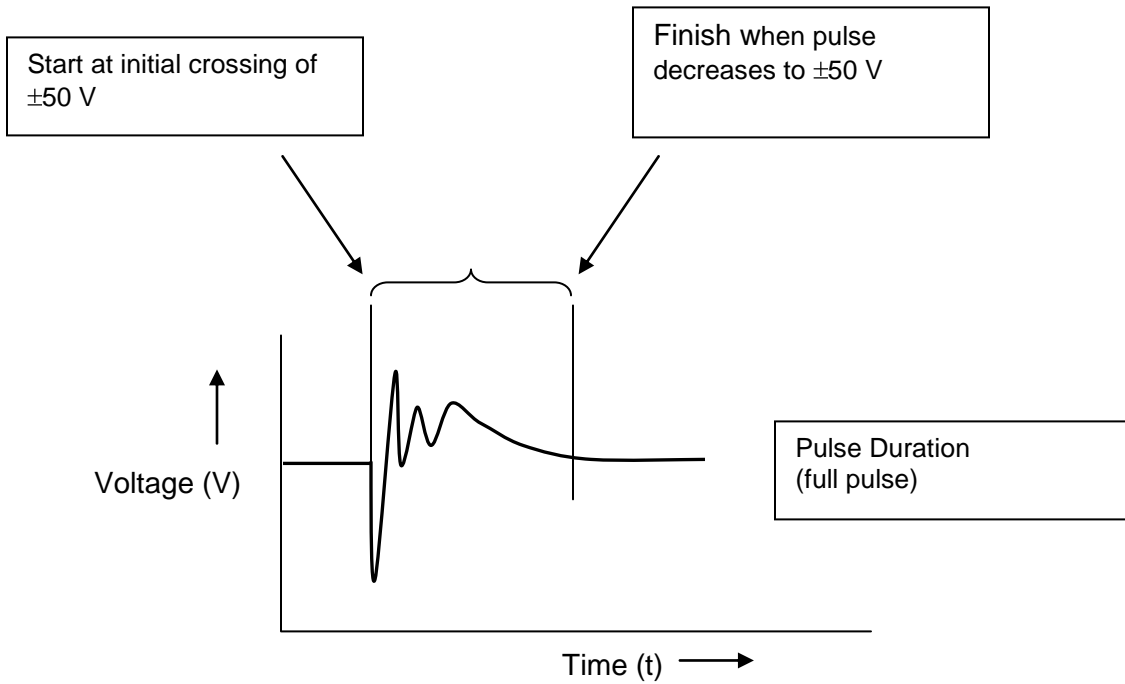 Start at initial crossing of
±50 V
Finish when pulse
decreases to ±50 V
Voltage (V)
Pulse Duration
(full pulse)
Time (t)